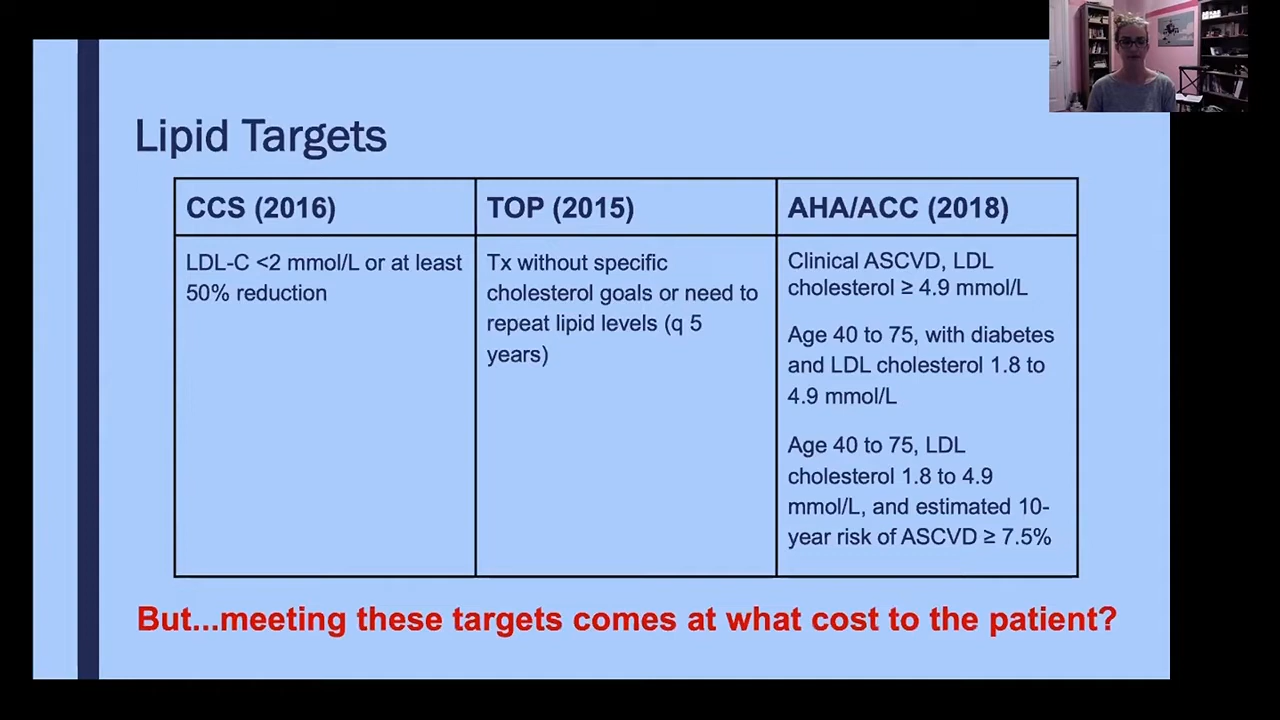 Lipid Targets
CCS (2016)
TOP (2015)
AHA/ACC (2018)
LDL-C <2 mmol/L or at least
50% reduction
Tx without specific
cholesterol goals or need to
repeat lipid levels (q 5
years)
Clinical ASCVD, LDL
cholesterol ≥ 4.9 mmol/L
Age 40 to 75, with diabetes
and LDL cholesterol 1.8 to
4.9 mmol/L
Age 40 to 75, LDL
cholesterol 1.8 to 4.9
mmol/L, and estimated 10-
year risk of ASCVD ≥ 7.5%
But...meeting these targets comes at what cost to the patient?